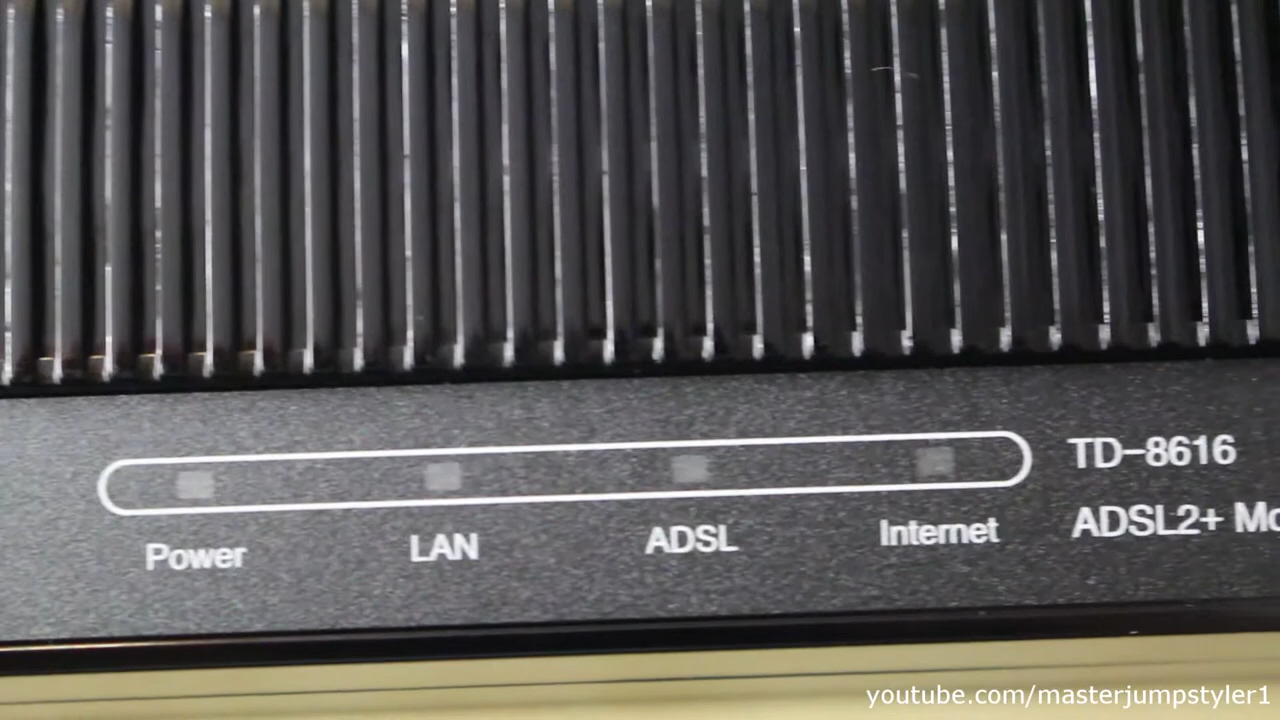 TD-8616
Power LAN ADSL Internet
ADSL2+
youtube.com/masterjumpstyler1